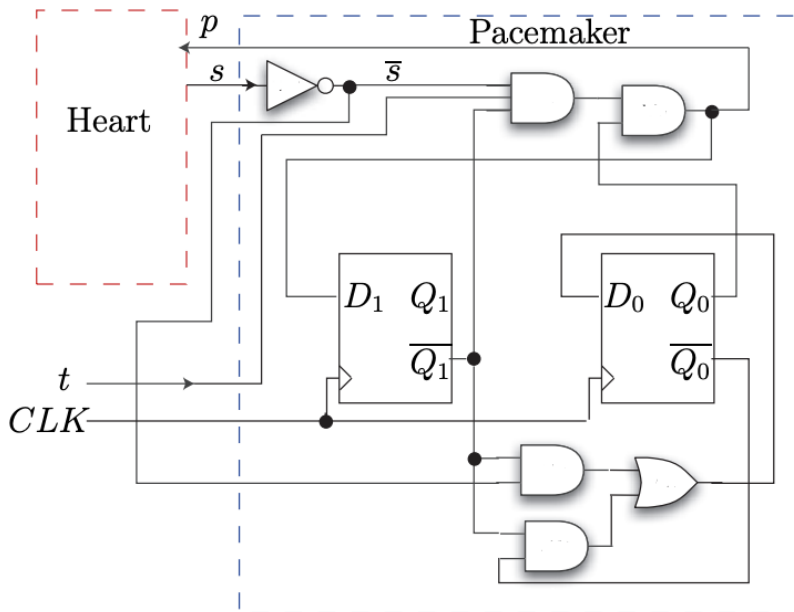 p
Pacemaker
s
s̅
Heart
D₁ Q₁
Q̅₁
D₀ Q₀
Q̅₀
t
CLK